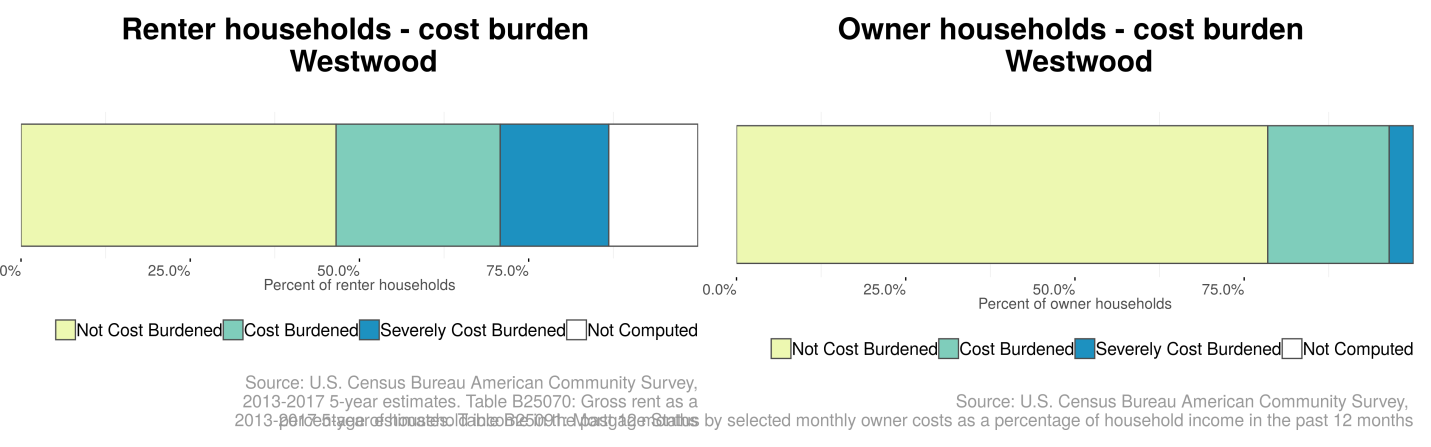 Renter households - cost burden
Westwood
0%
25.0%
50.0%
75.0%
Percent of renter households
Not Cost Burdened Cost Burdened Severely Cost Burdened Not Computed
Source: U.S. Census Bureau American Community Survey,
2013-2017 5-year estimates. Table B25070: Gross rent as a
Owner households - cost burden
Westwood
0.0%
25.0%
50.0%
75.0%
Percent of owner households
Not Cost Burdened Cost Burdened Severely Cost Burdened Not Computed
Source: U.S. Census Bureau American Community Survey,
by selected monthly owner costs as a percentage of household income in the past 12 months